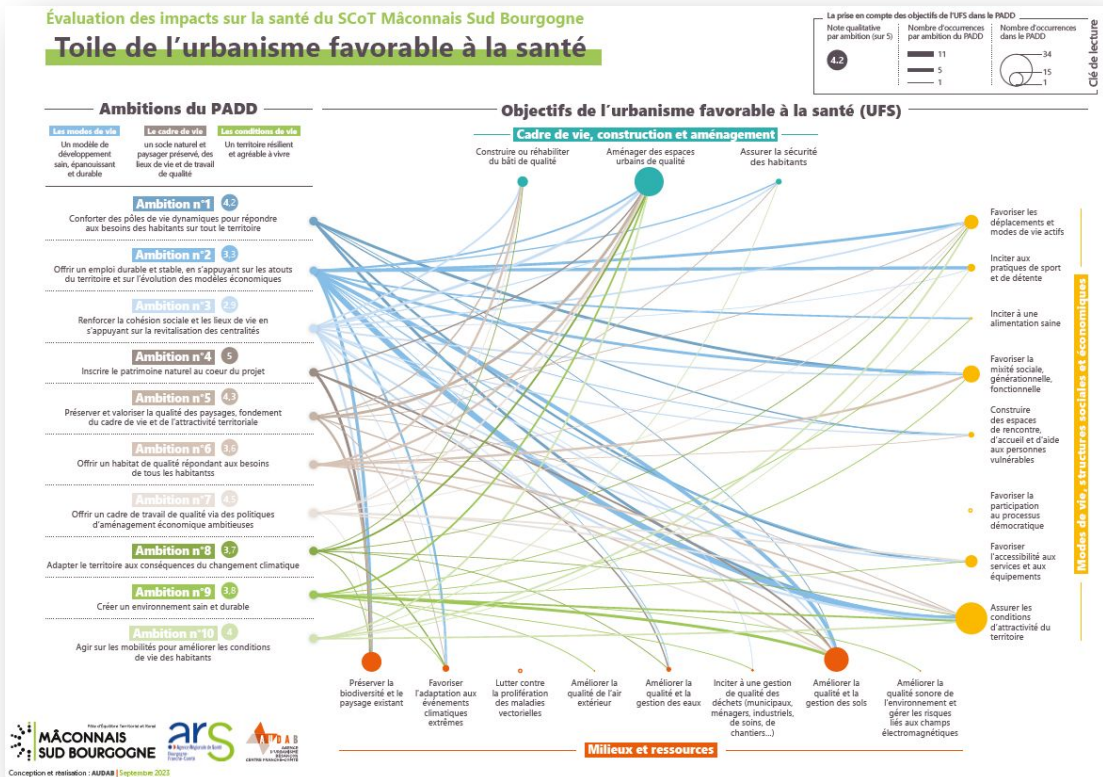 Évaluation des impacts sur la santé du SCoT Mâconnais Sud Bourgogne
Toile de l'urbanisme favorable à la santé
La prise en compte des objectifs de l'UFS dans le PADD
Note qualitative
par ambition (sur 5)
4.2
Nombre d'occurrences
par ambition du PADD
11
5
1
Nombre d'occurrences
dans le PADD
34
15
1
Clé de lecture
Ambitions du PADD
Les modes de vie
Un modèle de
développement
sain, épanouissant
et durable
Le cadre de vie
un socle naturel et
paysager préservé, des
lieux de vie et de travail
de qualité
Les conditions de vie
Un territoire résilient
et agréable à vivre
Ambition n°1 4,2
Conforter des pôles de vie dynamiques pour répondre
aux besoins des habitants sur tout le territoire
Ambition n°2 3,3
Offrir un emploi durable et stable, en s'appuyant sur les atouts
du territoire et sur l'évolution des modèles économiques
Ambition n°3 2,9
Renforcer la cohésion sociale et les lieux de vie en
s'appuyant sur la revitalisation des centralités
Ambition n°4 5
Inscrire le patrimoine naturel au coeur du projet
Ambition n°5 4,3
Préserver et valoriser la qualité des paysages, fondement
du cadre de vie et de l'attractivité territoriale
Ambition n°6 3,6
Offrir un habitat de qualité répondant aux besoins
de tous les habitantss
Ambition n°7 4,5
Offrir un cadre de travail de qualité via des politiques
d'aménagement économique ambitieuses
Ambition n°8 3,7
Adapter le territoire aux conséquences du changement climatique
Ambition n°9 3,8
Créer un environnement sain et durable
Ambition n°10 4
Agir sur les mobilités pour améliorer les conditions
de vie des habitants
Objectifs de l'urbanisme favorable à la santé (UFS)
Cadre de vie, construction et aménagement
Construire ou réhabiliter
du bâti de qualité
Aménager des espaces
urbains de qualité
Assurer la sécurité
des habitants
Favoriser les
déplacements et
modes de vie actifs
Inciter aux
pratiques de sport
et de détente
Inciter à une
alimentation saine
Favoriser la
mixité sociale,
générationnelle,
fonctionnelle
Construire
des espaces
de rencontre,
d'accueil et d'aide
aux personnes
vulnérables
Favoriser la
participation
au processus
démocratique
Favoriser
l'accessibilité aux
services et aux
équipements
Assurer les
conditions
d'attractivité du
territoire
Modes de vie, structures sociales et économiques
Préserver la
biodiversité et le
paysage existant
Favoriser
l'adaptation aux
événements
climatiques
extrêmes
Lutter contre
la prolifération
des maladies
vectorielles
Améliorer la
qualité de l'air
extérieur
Améliorer la
qualité et la
gestion des eaux
Inciter à une gestion
de qualité des
déchets (municipaux,
ménagers, industriels,
de soins, de
chantiers...)
Améliorer la
qualité et la
gestion des sols
Améliorer la
qualité sonore de
l'environnement et
gérer les risques
liés aux champs
électromagnétiques
Milieux et ressources
Pôle d'Équilibre Territorial et Rural
MÂCONNAIS
SUD BOURGOGNE
ars
Agence Régionale de Santé
Bourgogne
Franche-Comté
AUDAB
AGENCE
D'URBANISME
BESANÇON
CENTRE FRANCHE-COMTÉ
Conception et réalisation : AUDAB | Septembre 2023